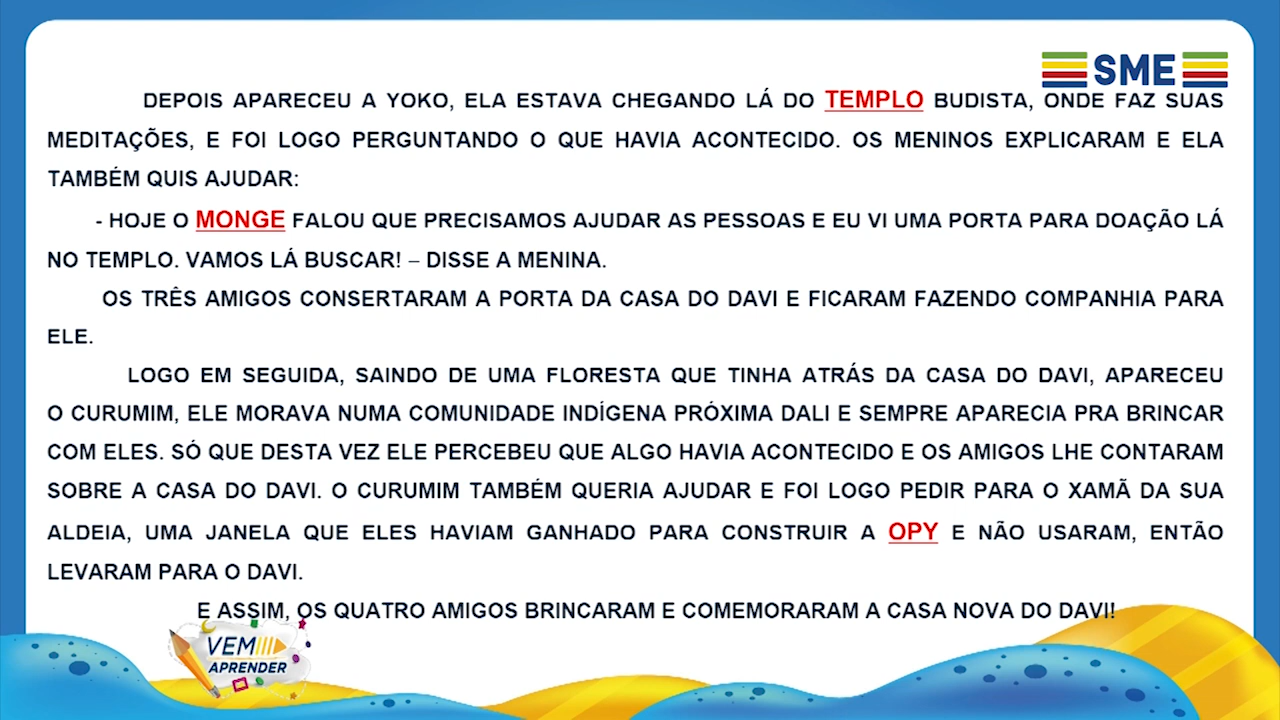 SME
DEPOIS APARECEU A YOKO, ELA ESTAVA CHEGANDO LÁ DO TEMPLO BUDISTA, ONDE FAZ SUAS
MEDITAÇÕES, E FOI LOGO PERGUNTANDO O QUE HAVIA ACONTECIDO. OS MENINOS EXPLICARAM E ELA
TAMBÉM QUIS AJUDAR:
- HOJE O MONGE FALOU QUE PRECISAMOS AJUDAR AS PESSOAS E EU VI UMA PORTA PARA DOAÇÃO LÁ
NO TEMPLO. VAMOS LÁ BUSCAR! – DISSE A MENINA.
OS TRÊS AMIGOS CONSERTARAM A PORTA DA CASA DO DAVI E FICARAM FAZENDO COMPANHIA PARA
ELE.
LOGO EM SEGUIDA, SAINDO DE UMA FLORESTA QUE TINHA ATRÁS DA CASA DO DAVI, APARECEU
O CURUMIM, ELE MORAVA NUMA COMUNIDADE INDÍGENA PRÓXIMA DALI E SEMPRE APARECIA PRA BRINCAR
COM ELES. SÓ QUE DESTA VEZ ELE PERCEBEU QUE ALGO HAVIA ACONTECIDO E OS AMIGOS LHE CONTARAM
SOBRE A CASA DO DAVI. O CURUMIM TAMBÉM QUERIA AJUDAR E FOI LOGO PEDIR PARA O XAMÃ DA SUA
ALDEIA, UMA JANELA QUE ELES HAVIAM GANHADO PARA CONSTRUIR A OPY E NÃO USARAM, ENTÃO
LEVARAM PARA O DAVI.
E ASSIM, OS QUATRO AMIGOS BRINCARAM E COMEMORARAM A CASA NOVA DO DAVI!
VEM
APRENDER